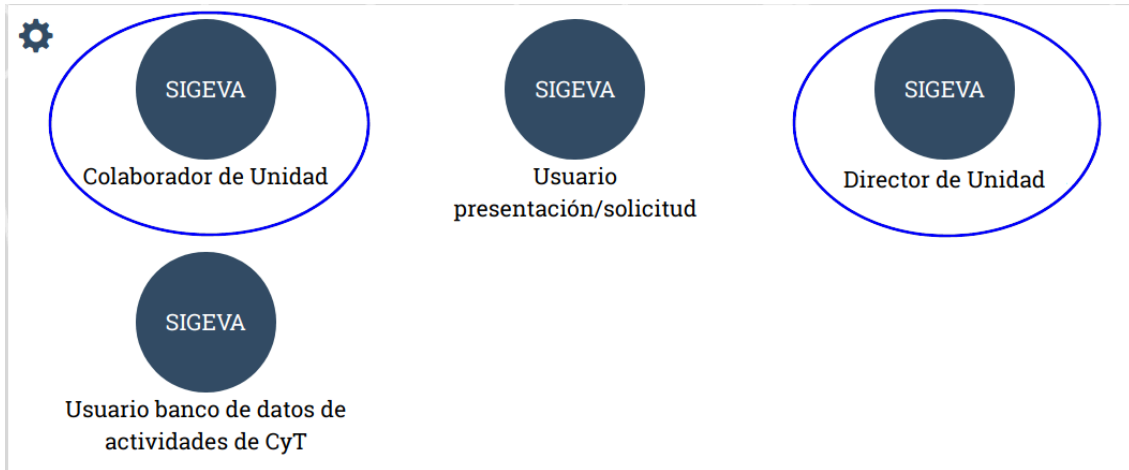 SIGEVA
Colaborador de Unidad
SIGEVA
Usuario
presentación/solicitud
SIGEVA
Director de Unidad
SIGEVA
Usuario banco de datos de
actividades de CyT